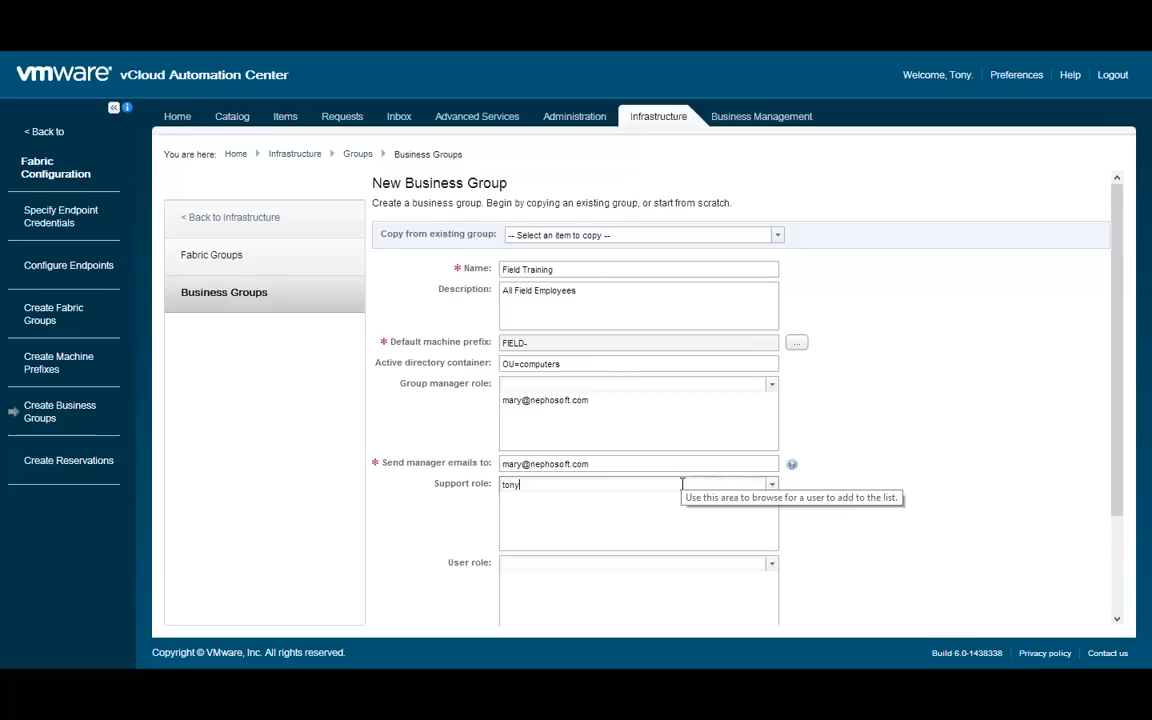 vmware® vCloud Automation Center
Welcome, Tony.
Preferences
Help
Logout
Home
Catalog
Items
Requests
Inbox
Advanced Services
Administration
Infrastructure
Business Management
< Back to
Fabric
Configuration
Specify Endpoint
Credentials
Configure Endpoints
Create Fabric
Groups
Create Machine
Prefixes
Create Business
Groups
Create Reservations
You are here: Home Infrastructure Groups Business Groups
< Back to Infrastructure
Fabric Groups
Business Groups
New Business Group
Create a business group. Begin by copying an existing group, or start from scratch.
Copy from existing group: -- Select an item to copy --
* Name: Field Training
Description: All Field Employees
* Default machine prefix: FIELD- ...
Active directory container: OU=computers
Group manager role:
mary@nephosoft.com
* Send manager emails to: mary@nephosoft.com
Support role: tony
Use this area to browse for a user to add to the list.
User role:
Copyright © VMware, Inc. All rights reserved.
Build 6.0-1438338
Privacy policy
Contact us